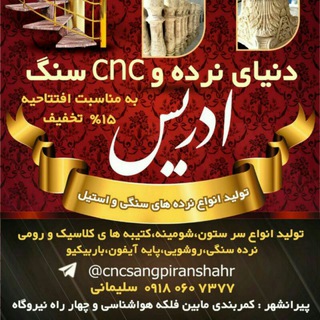 دنیای نرده و cnc سنگ
به مناسبت افتتاحیه
۱۵% تخفیف
ادریس
تولید انواع نرده های سنگی و استیل
تولید انواع سر ستون،شومینه،کتیبه ها ی کلاسیک و رومی
نرده سنگی،روشویی،پایه آیفون،باربیکیو
@cncsangpiranshahr
۰۹۱۸ ۰۶۰ ۷۳۷۷ سلیمانی
پیرانشهر : کمربندی مابین فلکه هواشناسی و چهار راه نیروگاه